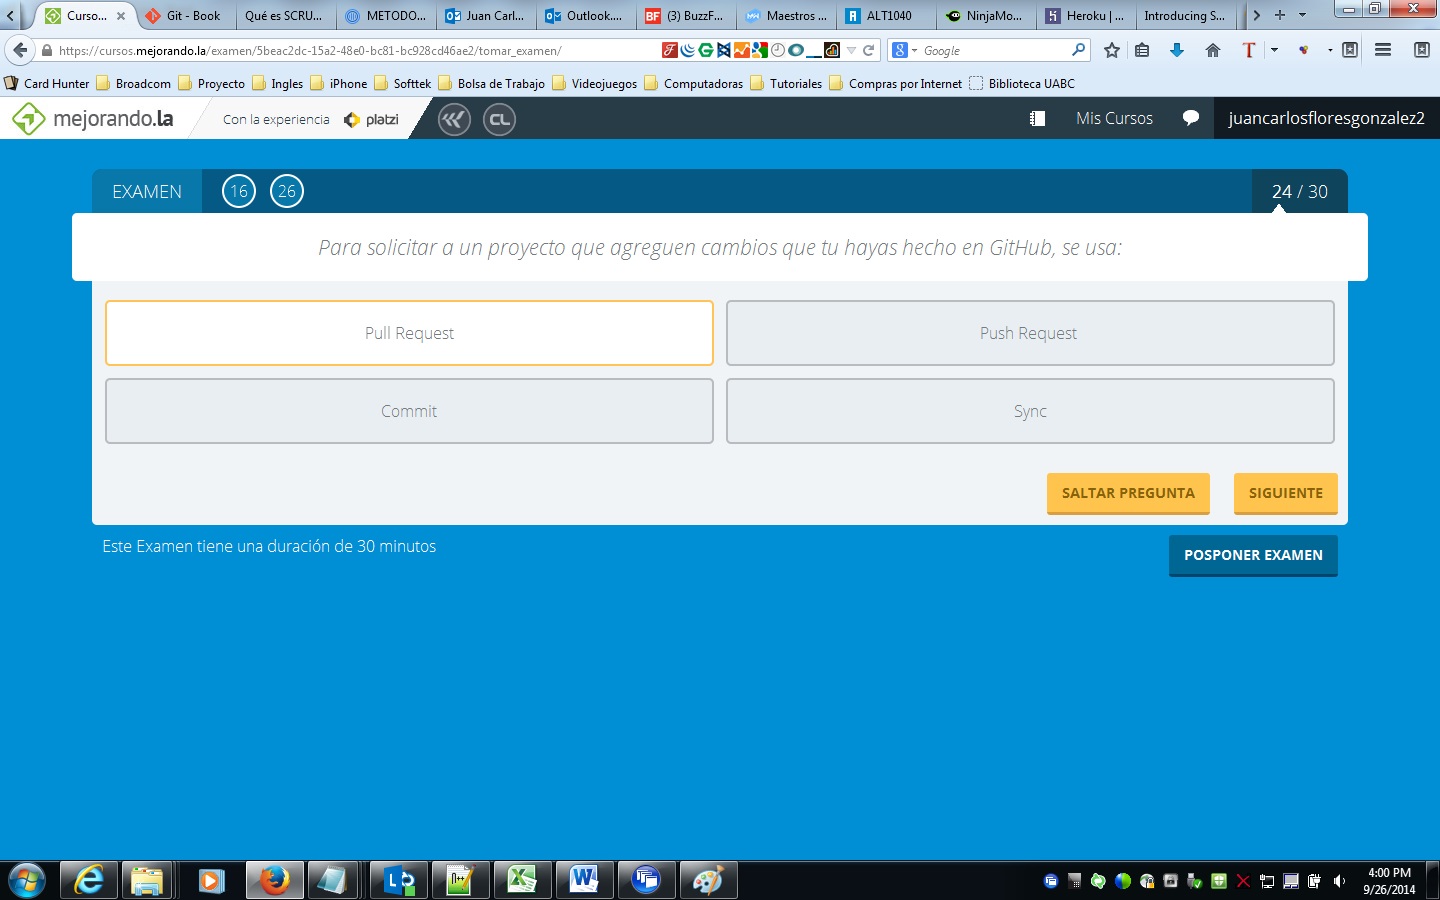 Curso...
Git - Book
Qué es SCRU...
METODO...
Juan Carl...
Outlook....
BF (3) BuzzF...
Maestros ...
ALT1040
NinjaMo...
Heroku | ...
Introducing S...
https://cursos.mejorando.la/examen/5beac2dc-15a2-48e0-bc81-bc928cd46ae2/tomar_examen/
Google
Card Hunter
Broadcom
Proyecto
Ingles
iPhone
Softtek
Bolsa de Trabajo
Videojuegos
Computadoras
Tutoriales
Compras por Internet
Biblioteca UABC
mejorando.la
Con la experiencia
platzi
CL
Mis Cursos
juancarlosfloresgonzalez2
EXAMEN
16
26
24 / 30
Para solicitar a un proyecto que agreguen cambios que tu hayas hecho en GitHub, se usa:
Pull Request
Push Request
Commit
Sync
SALTAR PREGUNTA
SIGUIENTE
Este Examen tiene una duración de 30 minutos
POSPONER EXAMEN
4:00 PM
9/26/2014